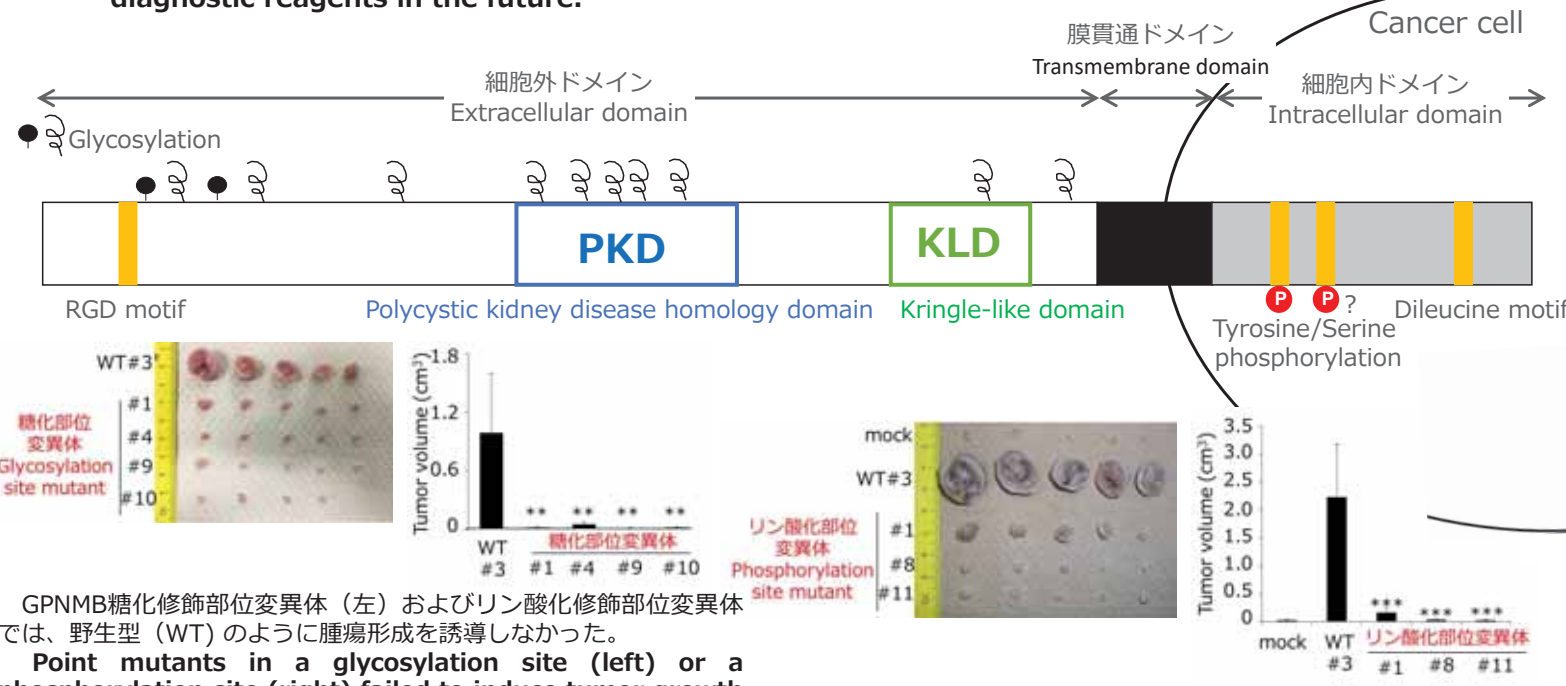 diagnostic reagents in the future.
Cancer cell
膜貫通ドメイン
Transmembrane domain
細胞外ドメイン
Extracellular domain
細胞内ドメイン
Intracellular domain
Glycosylation
PKD
KLD
RGD motif
Polycystic kidney disease homology domain
Kringle-like domain
P
P
?
Tyrosine/Serine
phosphorylation
Dileucine motif
WT#3
糖化部位
変異体
Glycosylation
site mutant
#1
#4
#9
#10
Tumor volume (cm³)
1.8
1.2
0.6
0
** ** ** **
WT
#3
糖化部位変異体
#1 #4 #9 #10
mock
WT#3
リン酸化部位
変異体
Phosphorylation
site mutant
#1
#8
#11
Tumor volume (cm³)
3.5
3.0
2.5
2.0
1.5
1.0
0.5
0
*** *** ***
mock WT
#3
リン酸化部位変異体
#1 #8 #11
GPNMB糖化修飾部位変異体（左）およびリン酸化修飾部位変異体
では、野生型（WT) のように腫瘍形成を誘導しなかった。
Point mutants in a glycosylation site (left) or a
phosphorylation site (right) failed to induce tumor growth